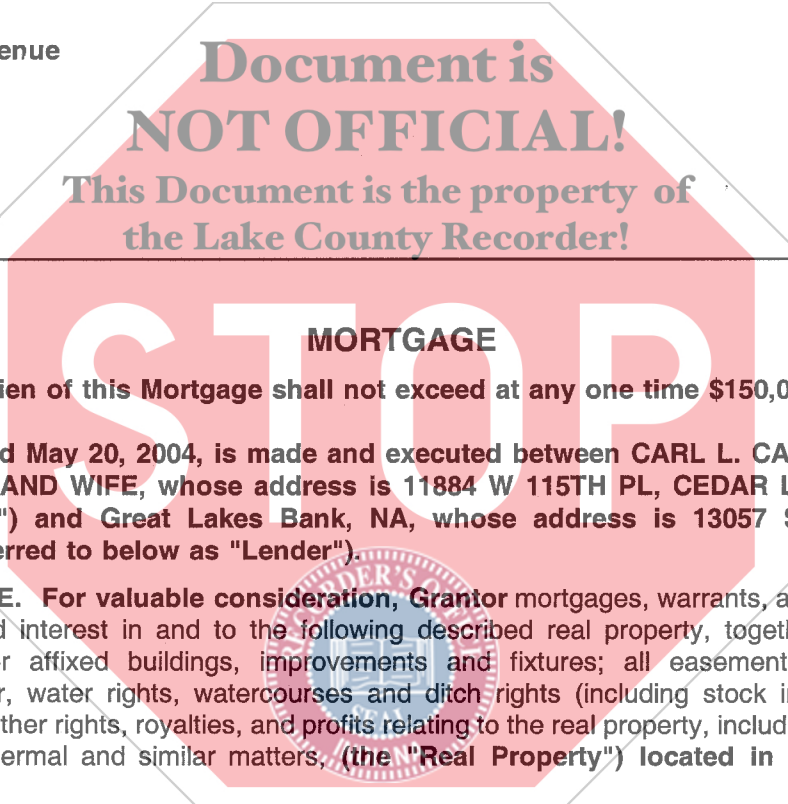 enue
Document is
NOT OFFICIAL!
This Document is the property of
the Lake County Recorder!
STOP
MORTGAGE
ien of this Mortgage shall not exceed at any one time $150,0
d May 20, 2004, is made and executed between CARL L. CA
AND WIFE, whose address is 11884 W 115TH PL, CEDAR L
") and Great Lakes Bank, NA, whose address is 13057 S
erred to below as "Lender").
E. For valuable consideration, Grantor mortgages, warrants, a
d interest in and to the following described real property, togeth
r affixed buildings, improvements and fixtures; all easement
r, water rights, watercourses and ditch rights (including stock i
ther rights, royalties, and profits relating to the real property, includ
ermal and similar matters, (the "Real Property") located in
RECORDER'S OFFICE
SEAL
INDIANA